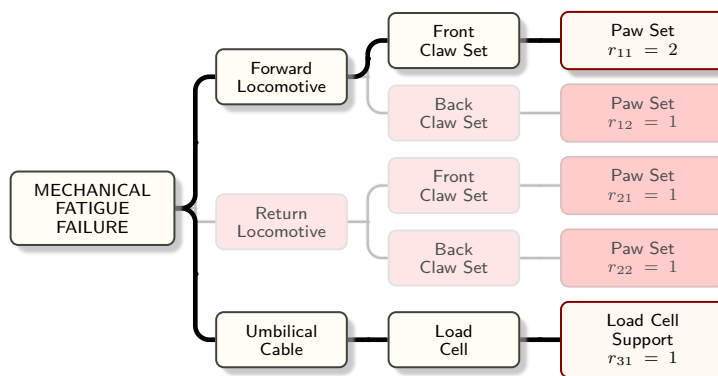 Front
Claw Set
Paw Set
r₁₁ = 2
Forward
Locomotive
Back
Claw Set
Paw Set
r₁₂ = 1
MECHANICAL
FATIGUE
FAILURE
Front
Claw Set
Paw Set
r₂₁ = 1
Return
Locomotive
Back
Claw Set
Paw Set
r₂₂ = 1
Umbilical
Cable
Load
Cell
Load Cell
Support
r₃₁ = 1